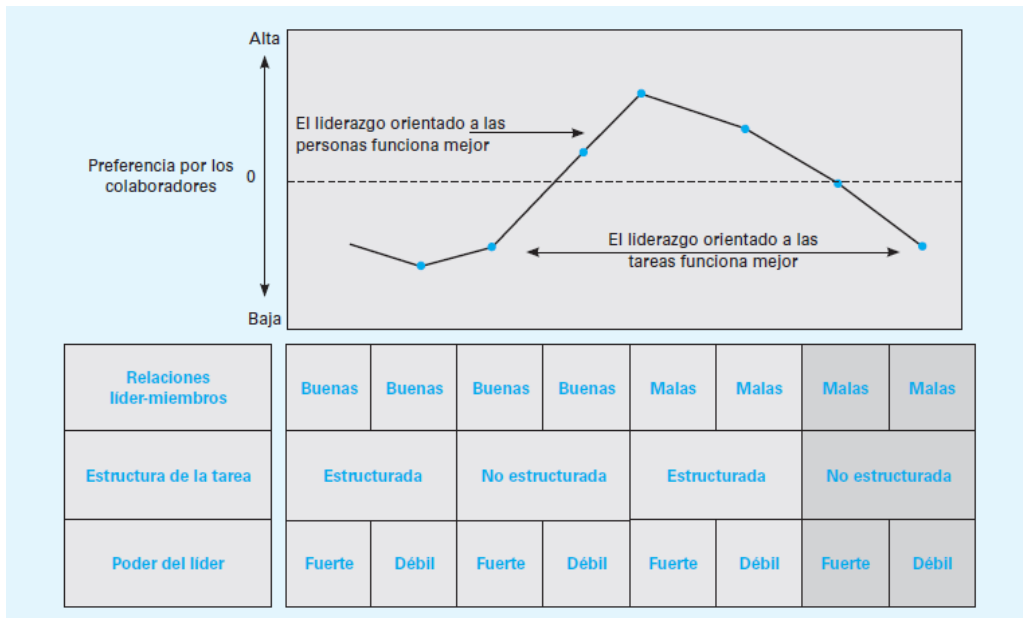 Alta
El liderazgo orientado a las
personas funciona mejor
Preferencia por los
colaboradores
0
El liderazgo orientado a las
tareas funciona mejor
Baja
Relaciones
líder-miembros
Buenas Buenas Buenas Buenas Malas Malas Malas Malas
Estructura de la tarea
Estructurada No estructurada Estructurada No estructurada
Poder del líder
Fuerte Débil Fuerte Débil Fuerte Débil Fuerte Débil